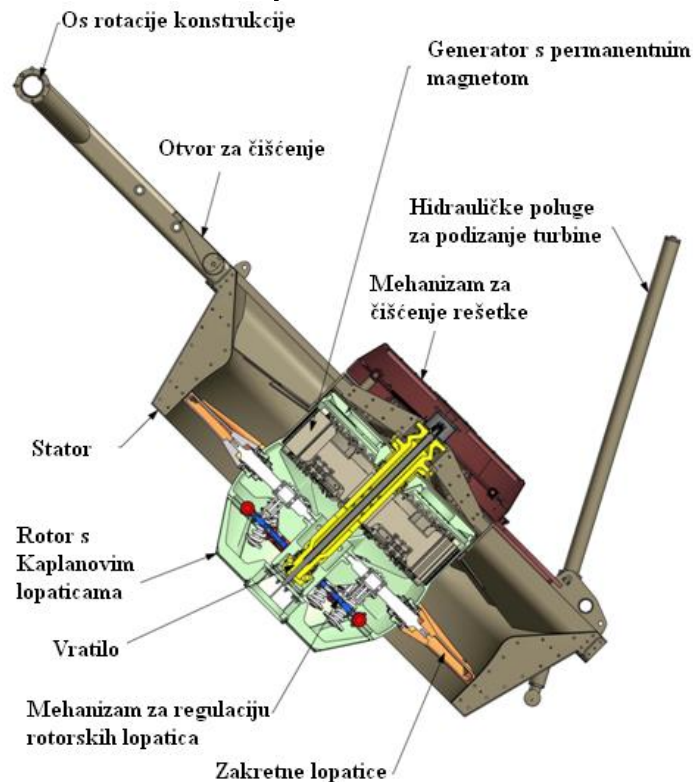 Os rotacije konstrukcije
Generator s permanentnim
magnetom
Otvor za čišćenje
Hidrauličke poluge
za podizanje turbine
Mehanizam za
čišćenje rešetke
Stator
Rotor s
Kaplanovim
lopaticama
Vratilo
Mehanizam za regulaciju
rotorskih lopatica
Zakretne lopatice